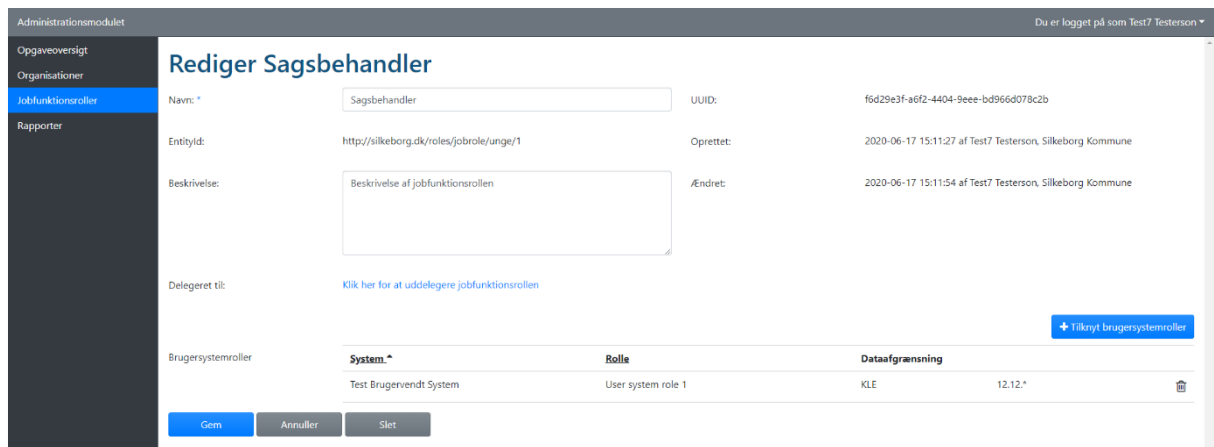 Administrationsmodulet
Du er logget på som Test7 Testerson
Opgaveoversigt
Organisationer
Jobfunktionsroller
Rapporter
Rediger Sagsbehandler
Navn: *
Sagsbehandler
UUID:
f6d29e3f-a6f2-4404-9eee-bd966d078c2b
EntityId:
http://silkeborg.dk/roles/jobrole/unge/1
Oprettet:
2020-06-17 15:11:27 af Test7 Testerson, Silkeborg Kommune
Beskrivelse:
Beskrivelse af jobfunktionsrollen
Ændret:
2020-06-17 15:11:54 af Test7 Testerson, Silkeborg Kommune
Delegeret til:
Klik her for at uddelegere jobfunktionsrollen
+ Tilknyt brugersystemroller
Brugersystemroller
System Rolle Dataafgrænsning
Test Brugervendt System User system role 1 KLE 12.12.*
Gem Annuller Slet